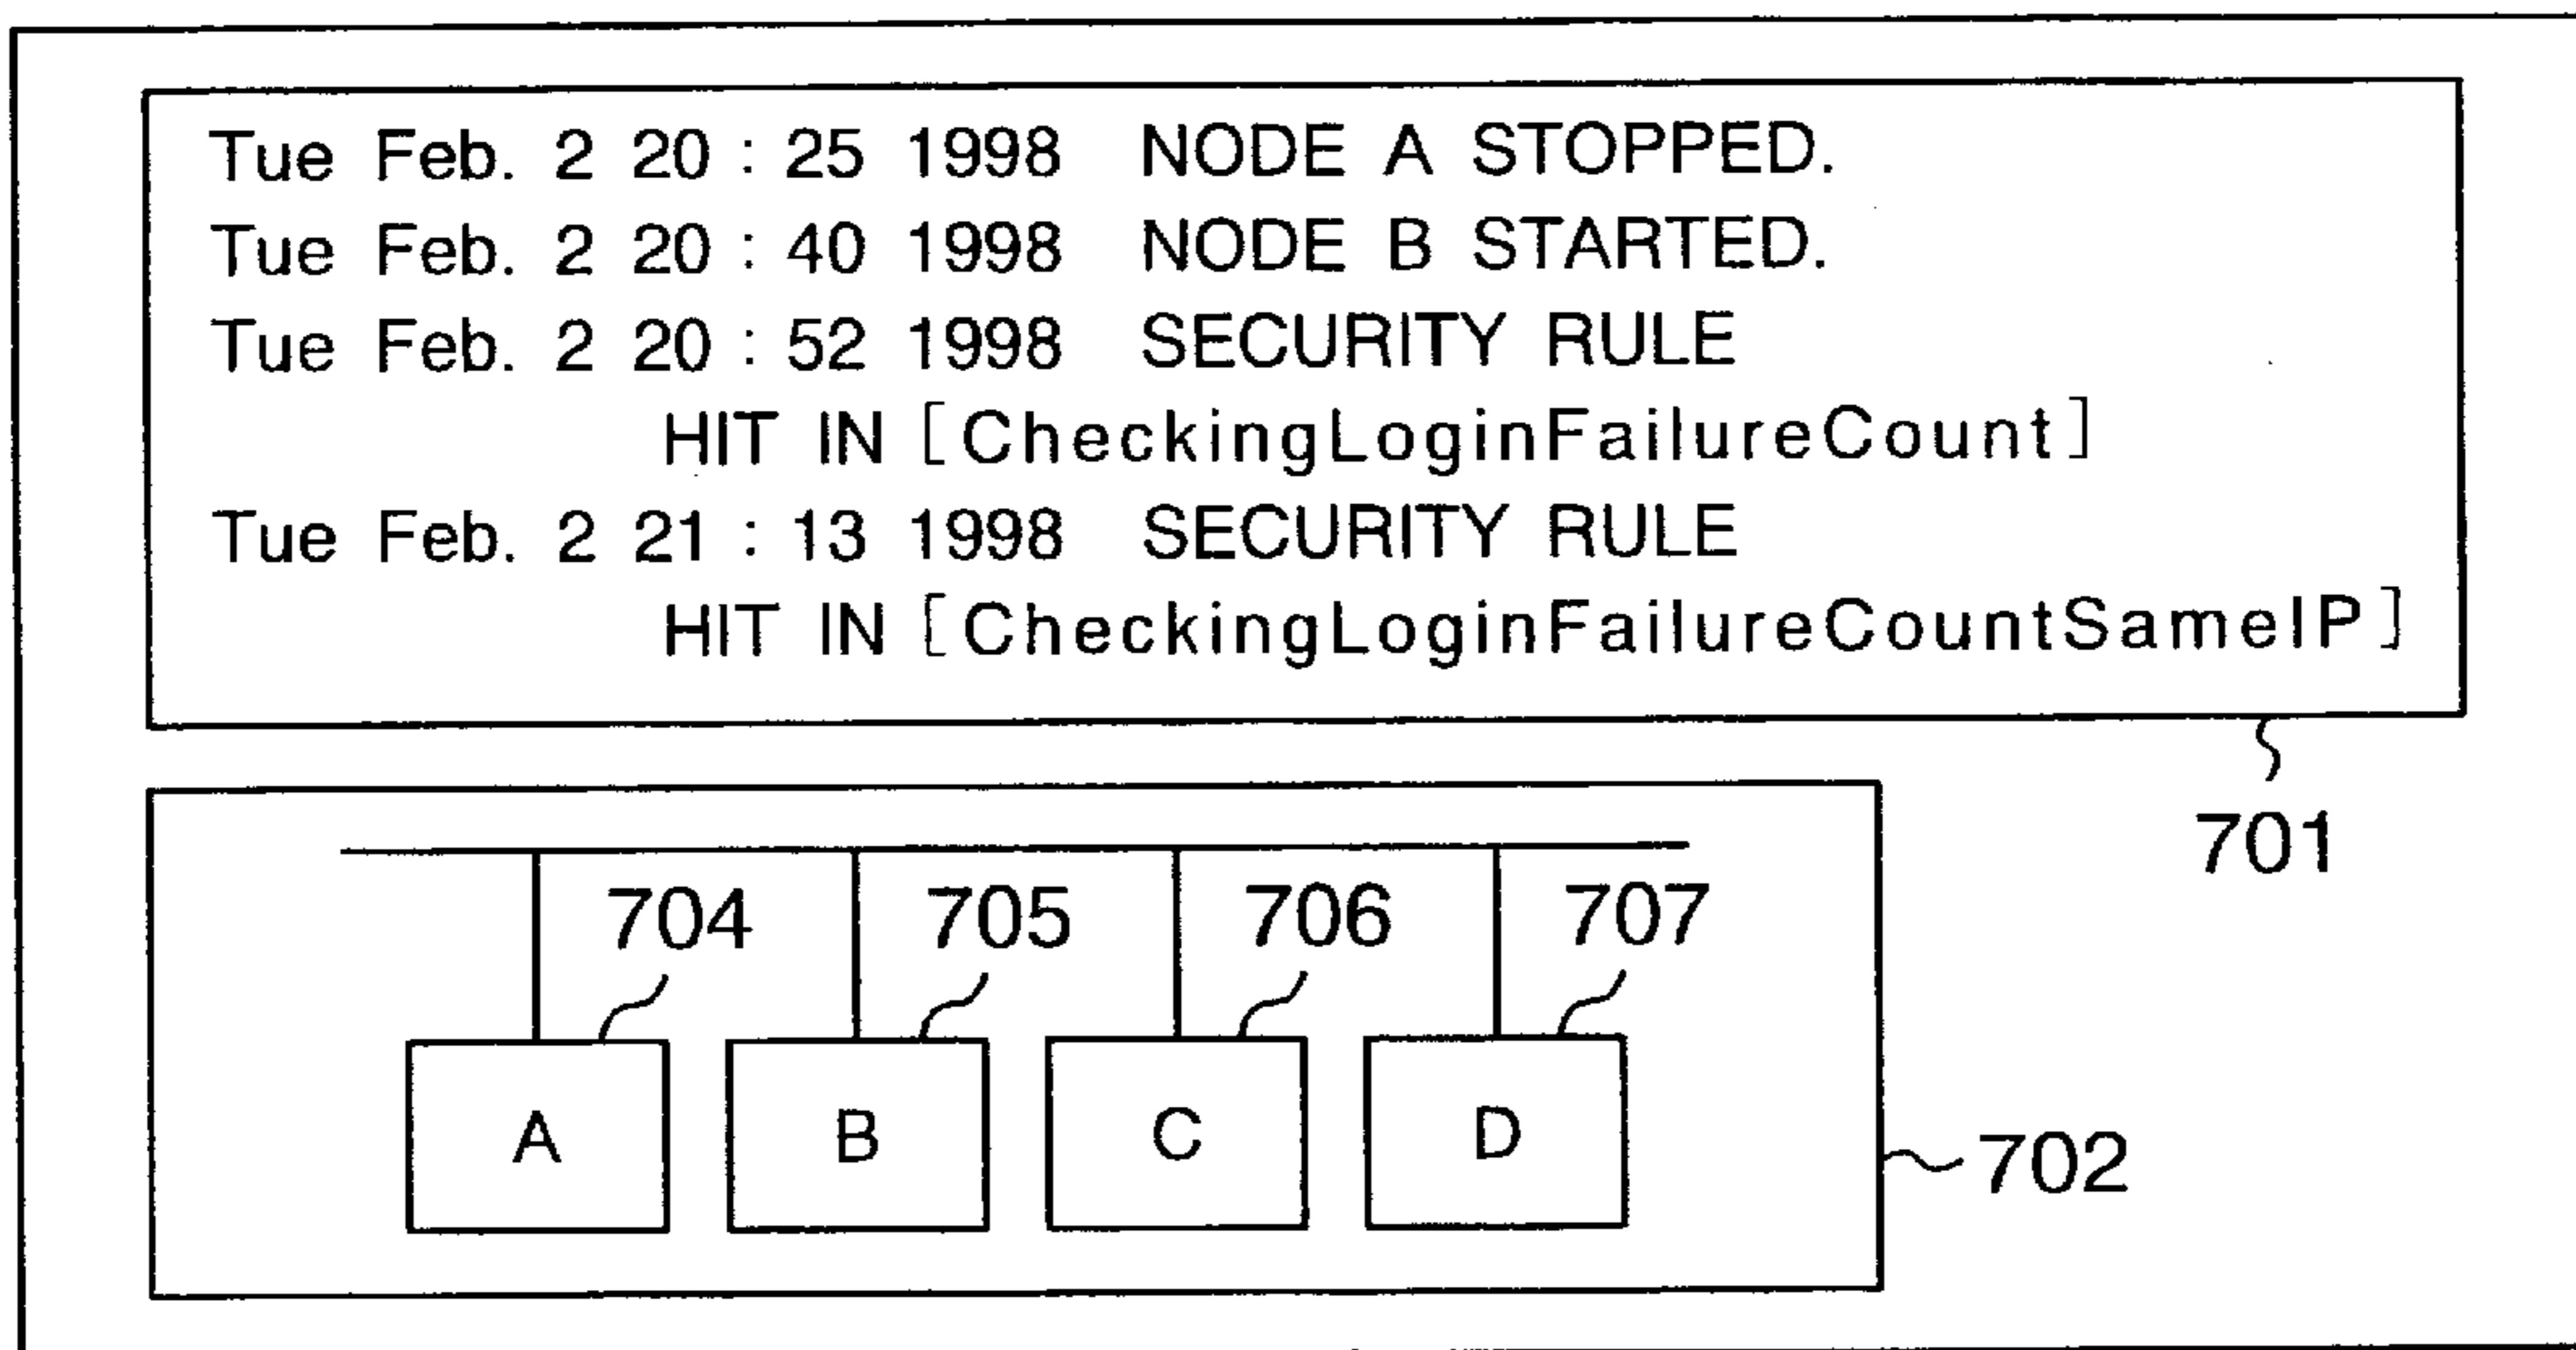 Tue Feb. 2 20 : 25 1998 NODE A STOPPED.
Tue Feb. 2 20 : 40 1998 NODE B STARTED.
Tue Feb. 2 20 : 52 1998 SECURITY RULE
HIT IN [CheckingLoginFailureCount]
Tue Feb. 2 21 : 13 1998 SECURITY RULE
HIT IN [CheckingLoginFailureCountSameIP]
701
704 705 706 707
A B C D
702